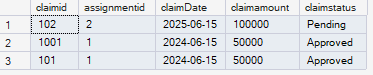 claimid assignmentid claimDate claimamount claimstatus
1 102 2 2025-06-15 100000 Pending
2 1001 1 2024-06-15 50000 Approved
3 101 1 2024-06-15 50000 Approved